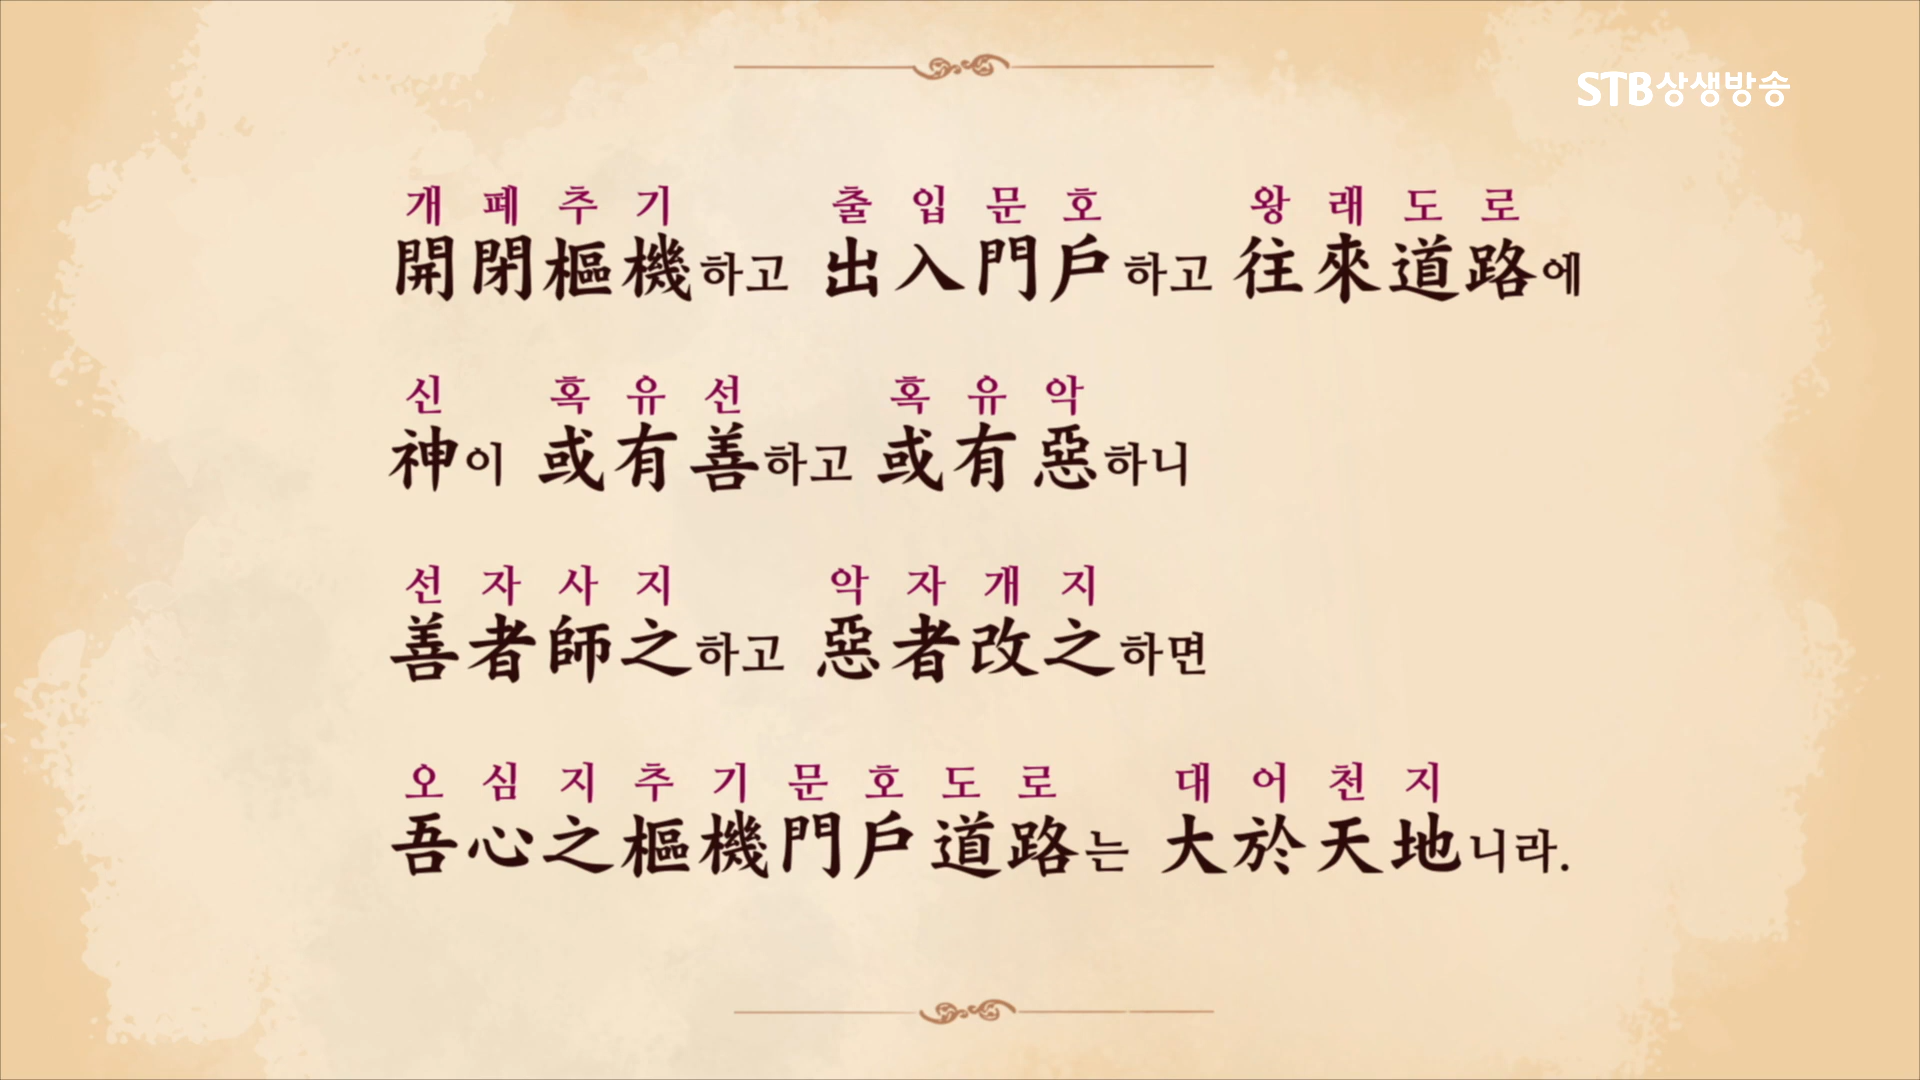 STB상생방송
개폐추기 출입문호 왕래도로
開閉樞機하고 出入門戶하고 往來道路에
신 혹유선 혹유악
神이 或有善하고 或有惡하니
선자사지 악자개지
善者師之하고 惡者改之하면
오심지추기문호도로 대어천지
吾心之樞機門戶道路는 大於天地니라.